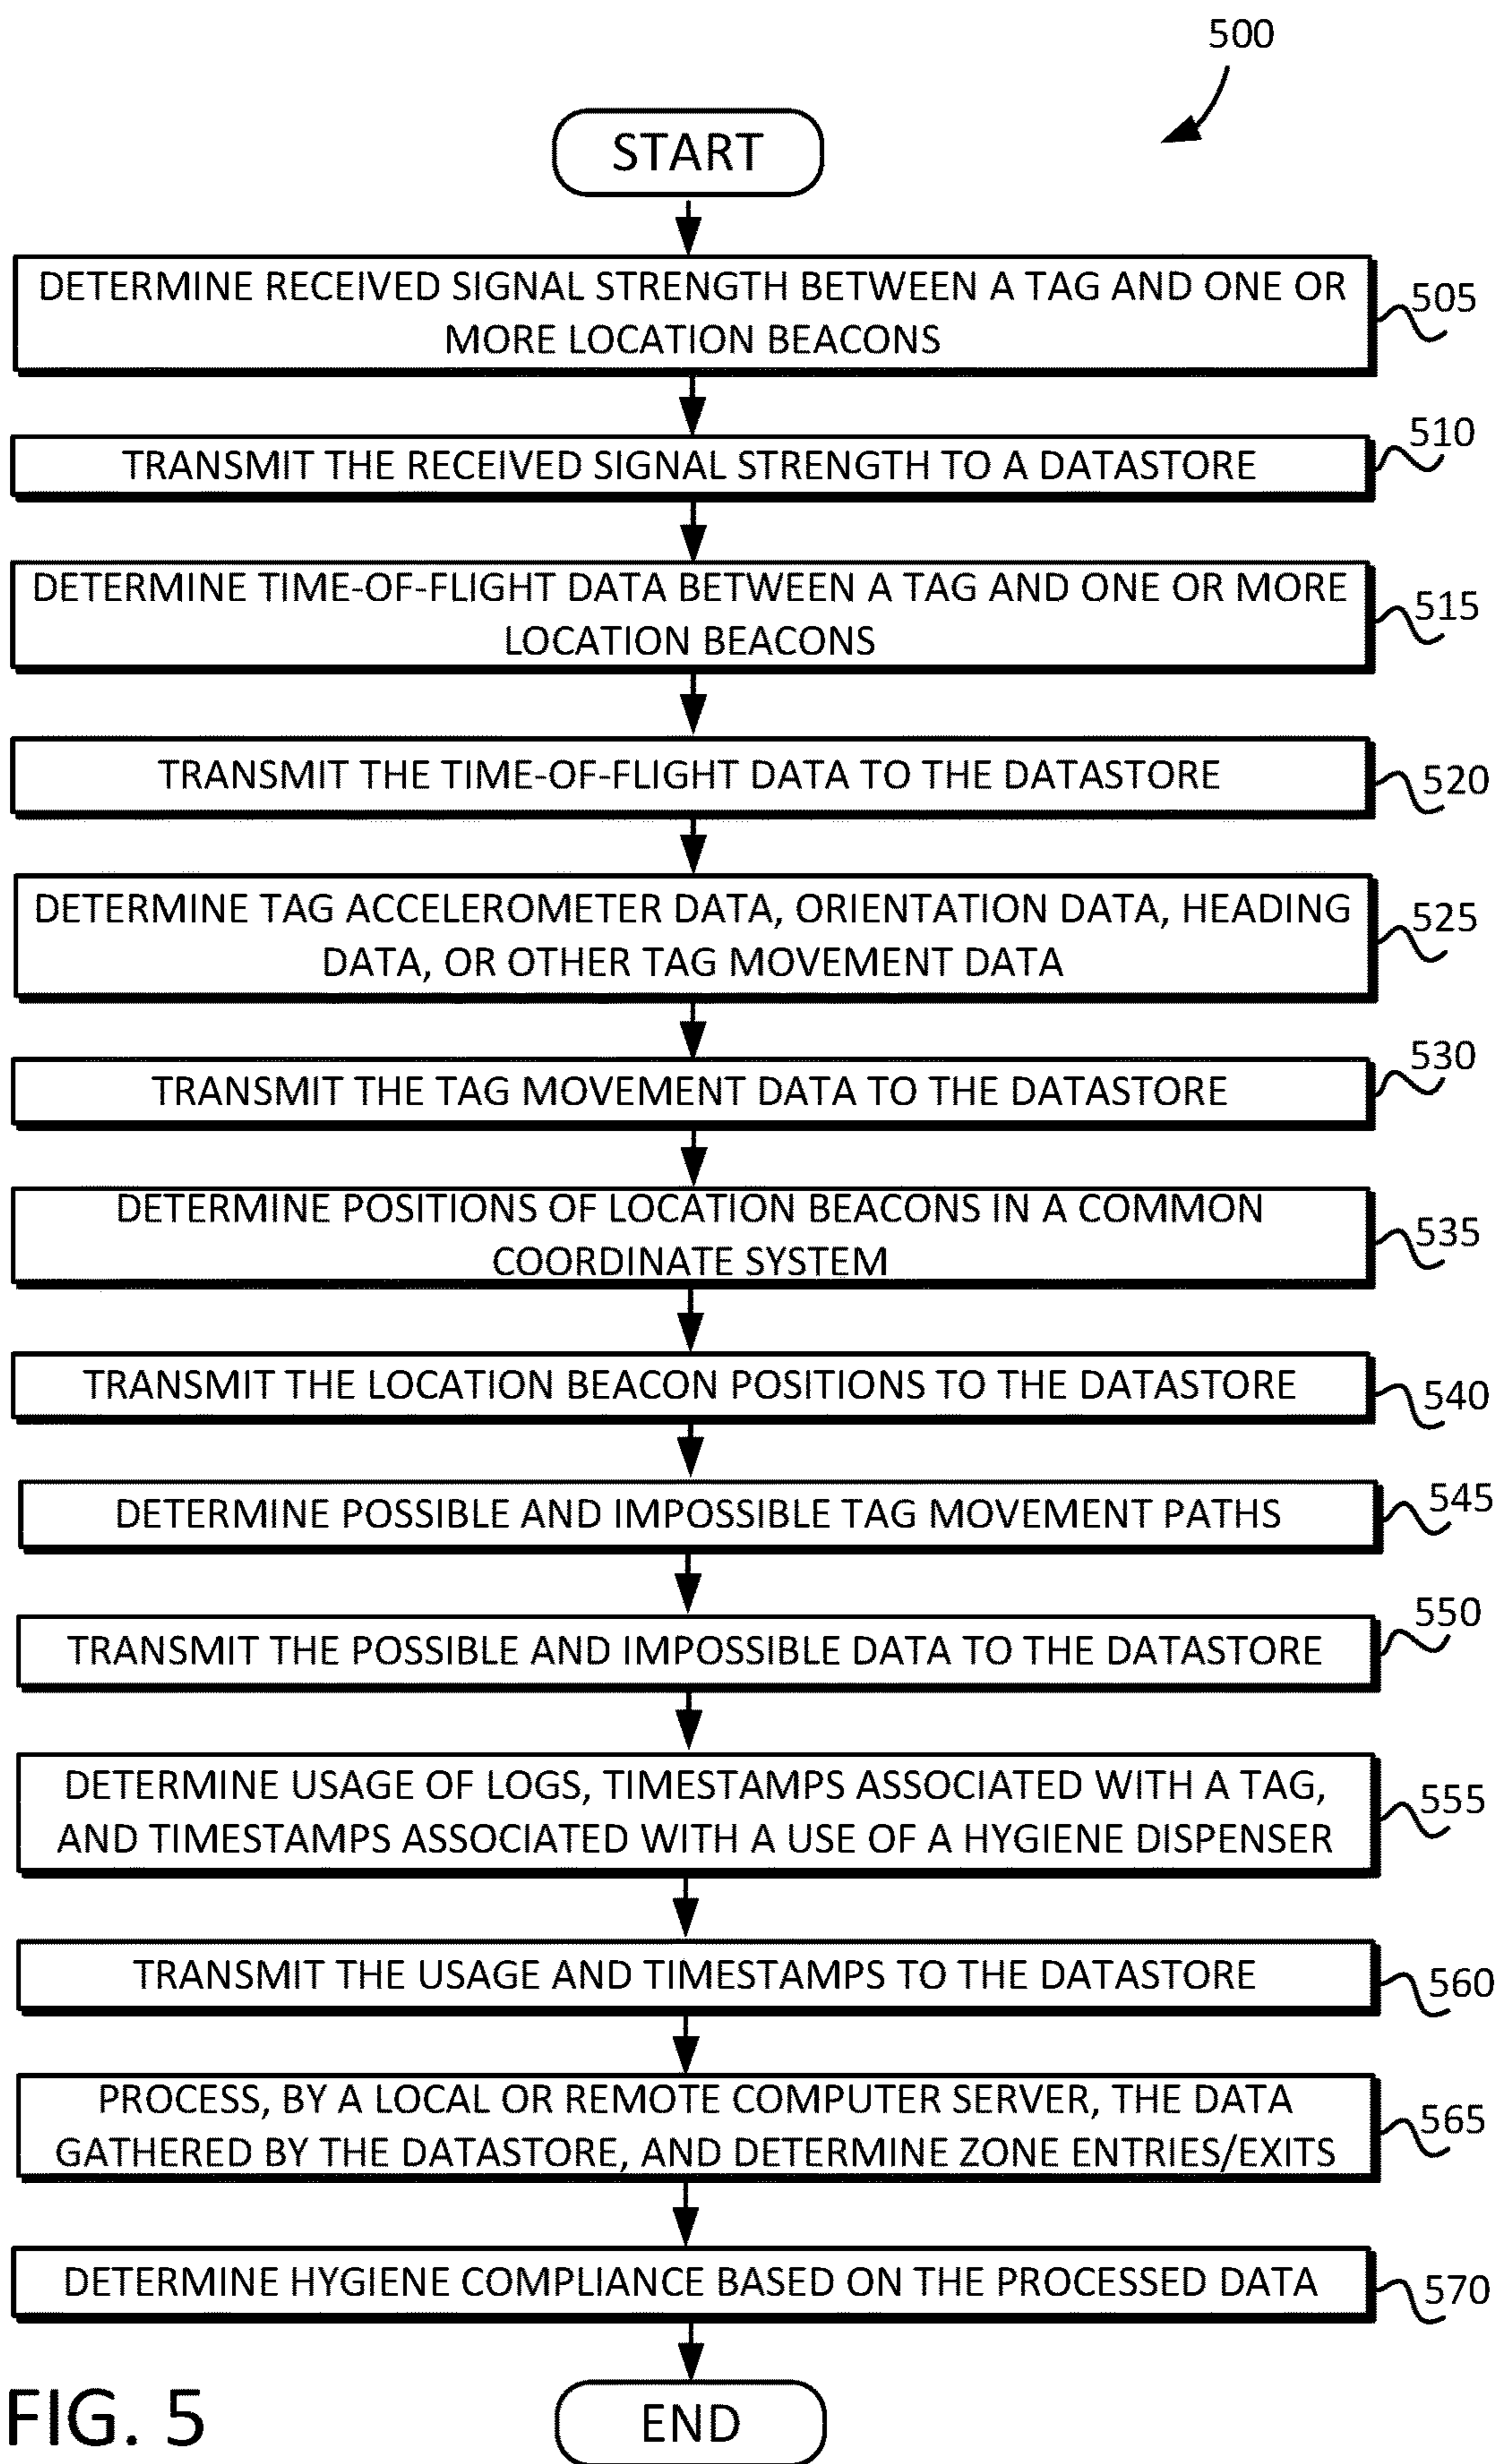 500
START
DETERMINE RECEIVED SIGNAL STRENGTH BETWEEN A TAG AND ONE OR
MORE LOCATION BEACONS
505
TRANSMIT THE RECEIVED SIGNAL STRENGTH TO A DATASTORE
510
DETERMINE TIME-OF-FLIGHT DATA BETWEEN A TAG AND ONE OR MORE
LOCATION BEACONS
515
TRANSMIT THE TIME-OF-FLIGHT DATA TO THE DATASTORE
520
DETERMINE TAG ACCELEROMETER DATA, ORIENTATION DATA, HEADING
DATA, OR OTHER TAG MOVEMENT DATA
525
TRANSMIT THE TAG MOVEMENT DATA TO THE DATASTORE
530
DETERMINE POSITIONS OF LOCATION BEACONS IN A COMMON
COORDINATE SYSTEM
535
TRANSMIT THE LOCATION BEACON POSITIONS TO THE DATASTORE
540
DETERMINE POSSIBLE AND IMPOSSIBLE TAG MOVEMENT PATHS
545
TRANSMIT THE POSSIBLE AND IMPOSSIBLE DATA TO THE DATASTORE
550
DETERMINE USAGE OF LOGS, TIMESTAMPS ASSOCIATED WITH A TAG,
AND TIMESTAMPS ASSOCIATED WITH A USE OF A HYGIENE DISPENSER
555
TRANSMIT THE USAGE AND TIMESTAMPS TO THE DATASTORE
560
PROCESS, BY A LOCAL OR REMOTE COMPUTER SERVER, THE DATA
GATHERED BY THE DATASTORE, AND DETERMINE ZONE ENTRIES/EXITS
565
DETERMINE HYGIENE COMPLIANCE BASED ON THE PROCESSED DATA
570
END
FIG. 5